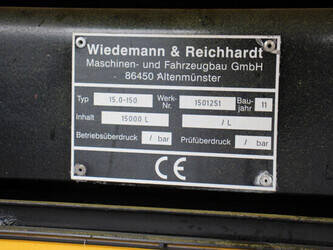 Wiedemann & Reichhardt
Maschinen- und Fahrzeugbau GmbH
86450 Altenmünster
Typ 15,0-150 Werk-Nr. 1501251 Bau-jahr 11
Inhalt 15000 L / L
Betriebsüberdruck / bar Prüfüberdruck / bar
CE